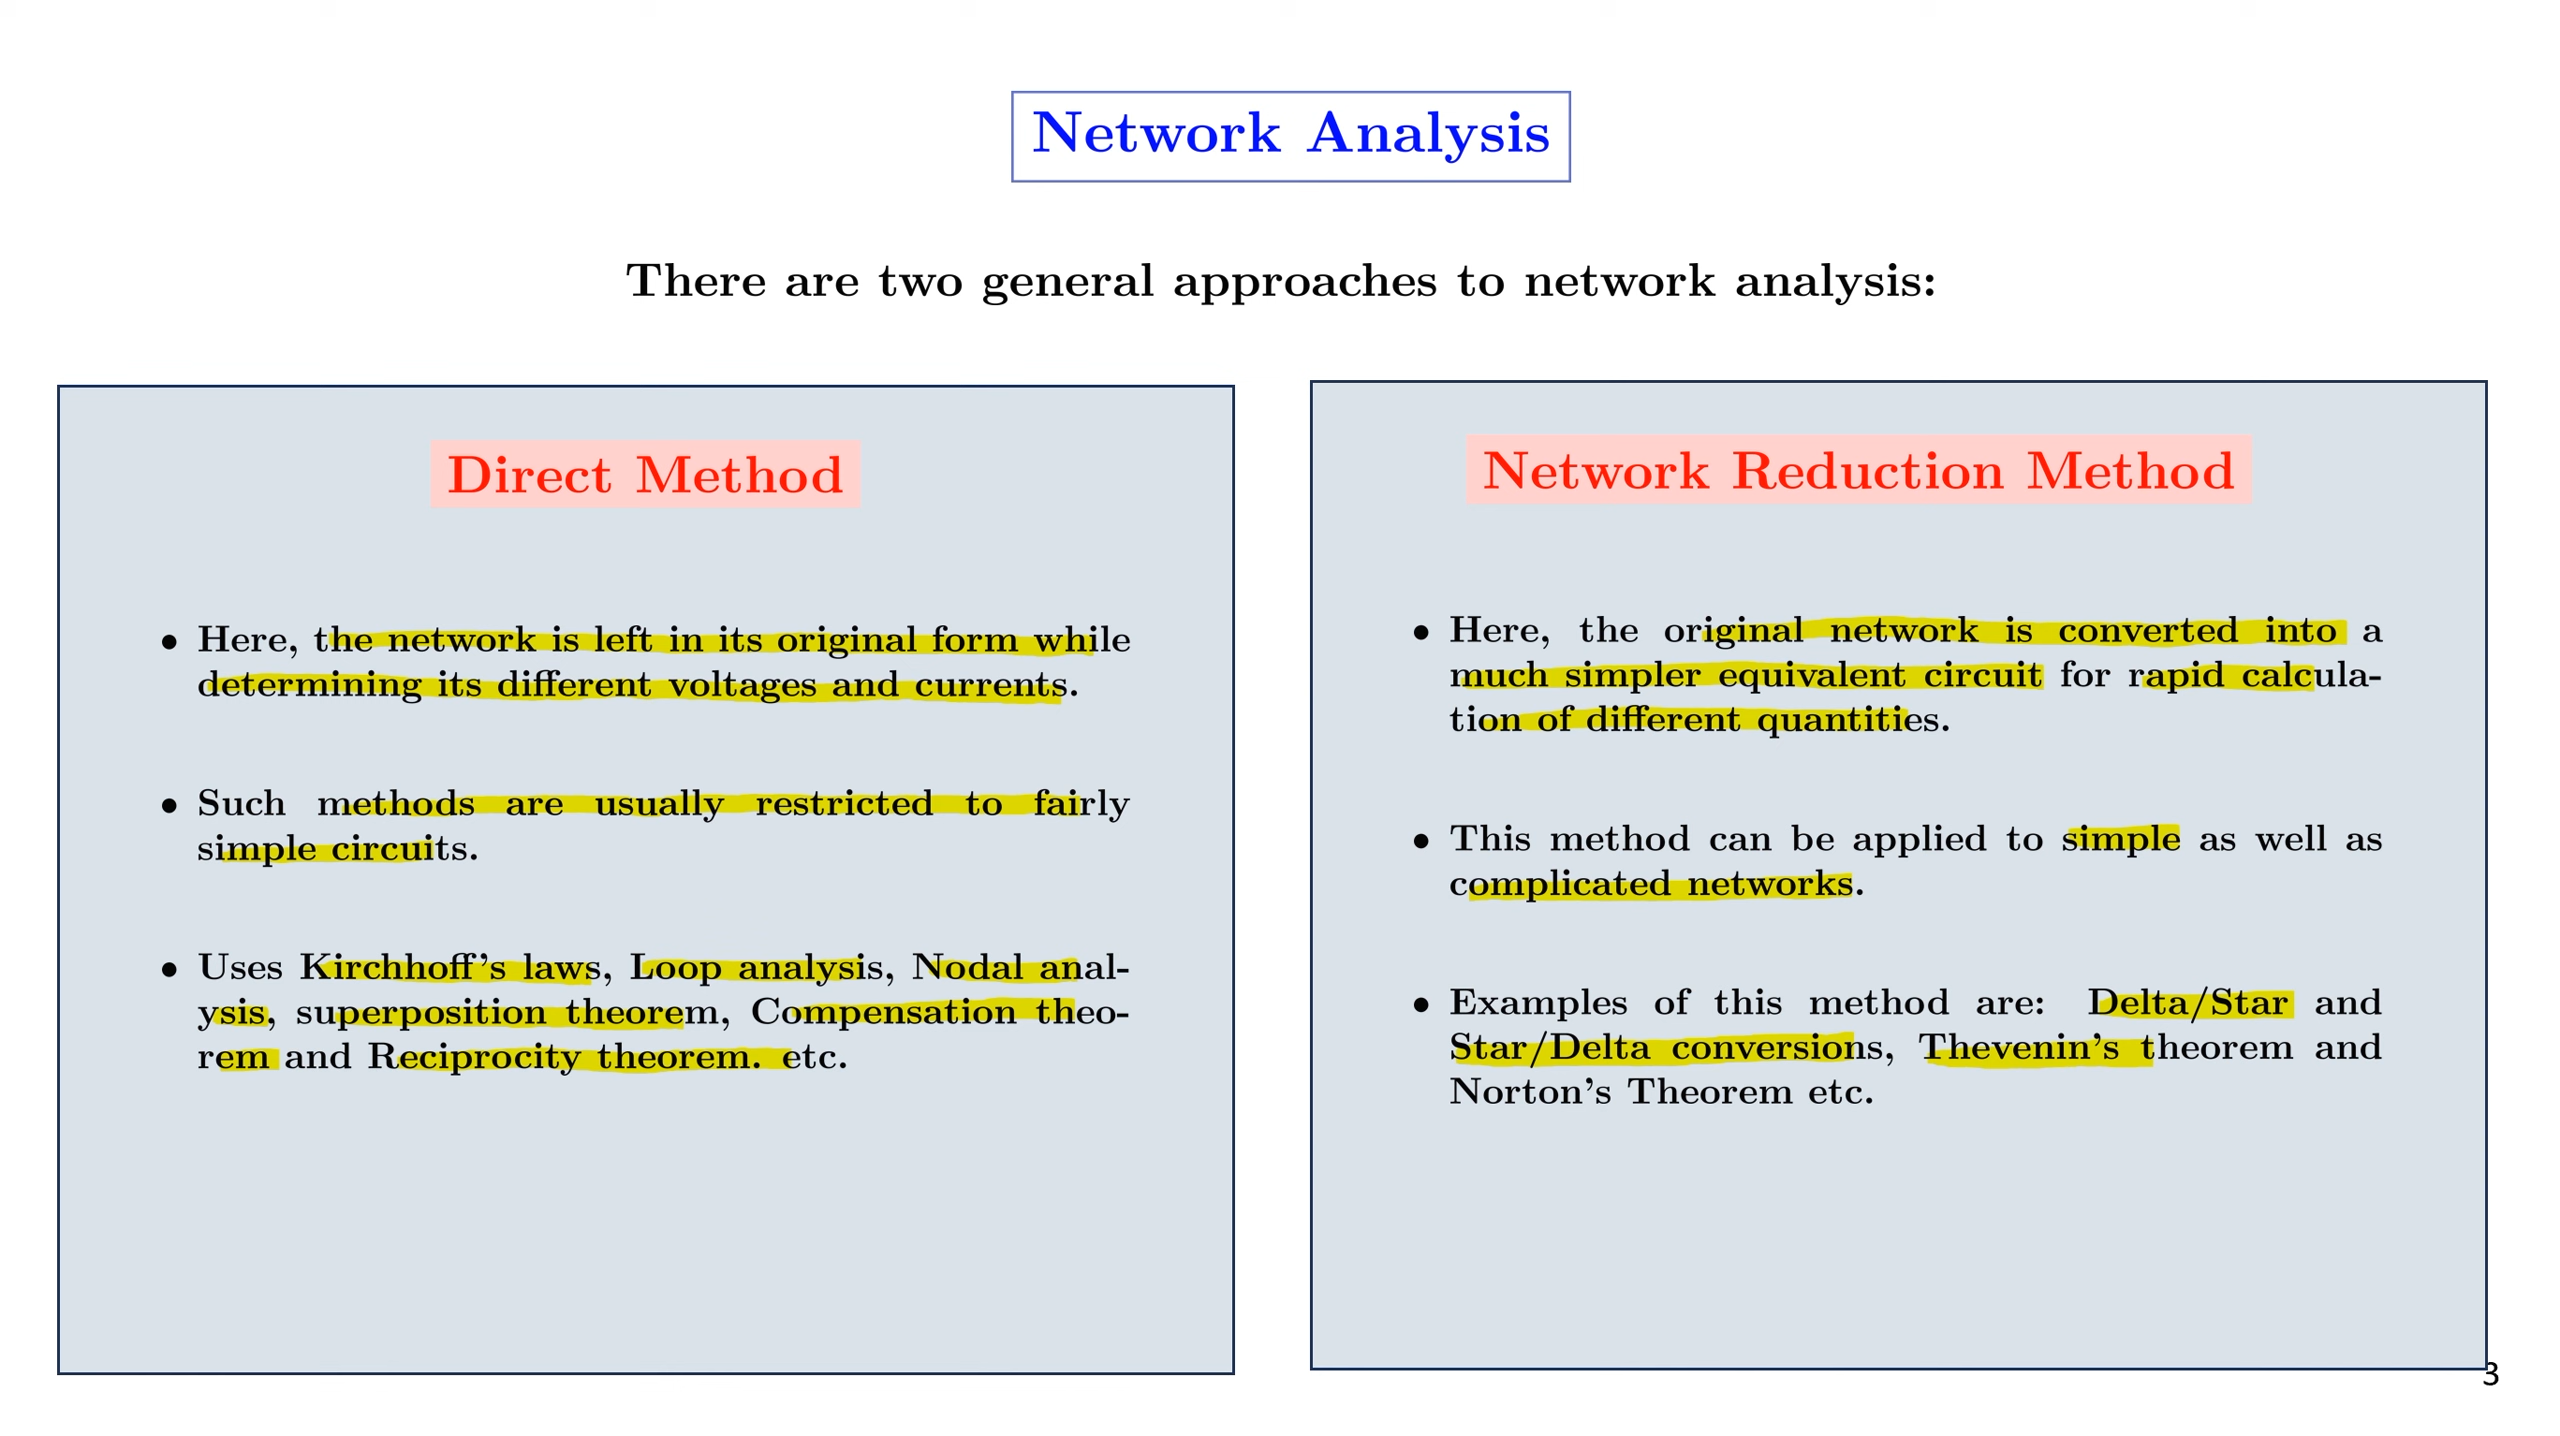 Network Analysis
There are two general approaches to network analysis:
Direct Method
• Here, the network is left in its original form while
determining its different voltages and currents.
• Such methods are usually restricted to fairly
simple circuits.
• Uses Kirchhoff's laws, Loop analysis, Nodal anal-
ysis, superposition theorem, Compensation theo-
rem and Reciprocity theorem. etc.
Network Reduction Method
• Here, the original network is converted into a
much simpler equivalent circuit for rapid calcula-
tion of different quantities.
• This method can be applied to simple as well as
complicated networks.
• Examples of this method are: Delta/Star and
Star/Delta conversions, Thevenin's theorem and
Norton's Theorem etc.
3